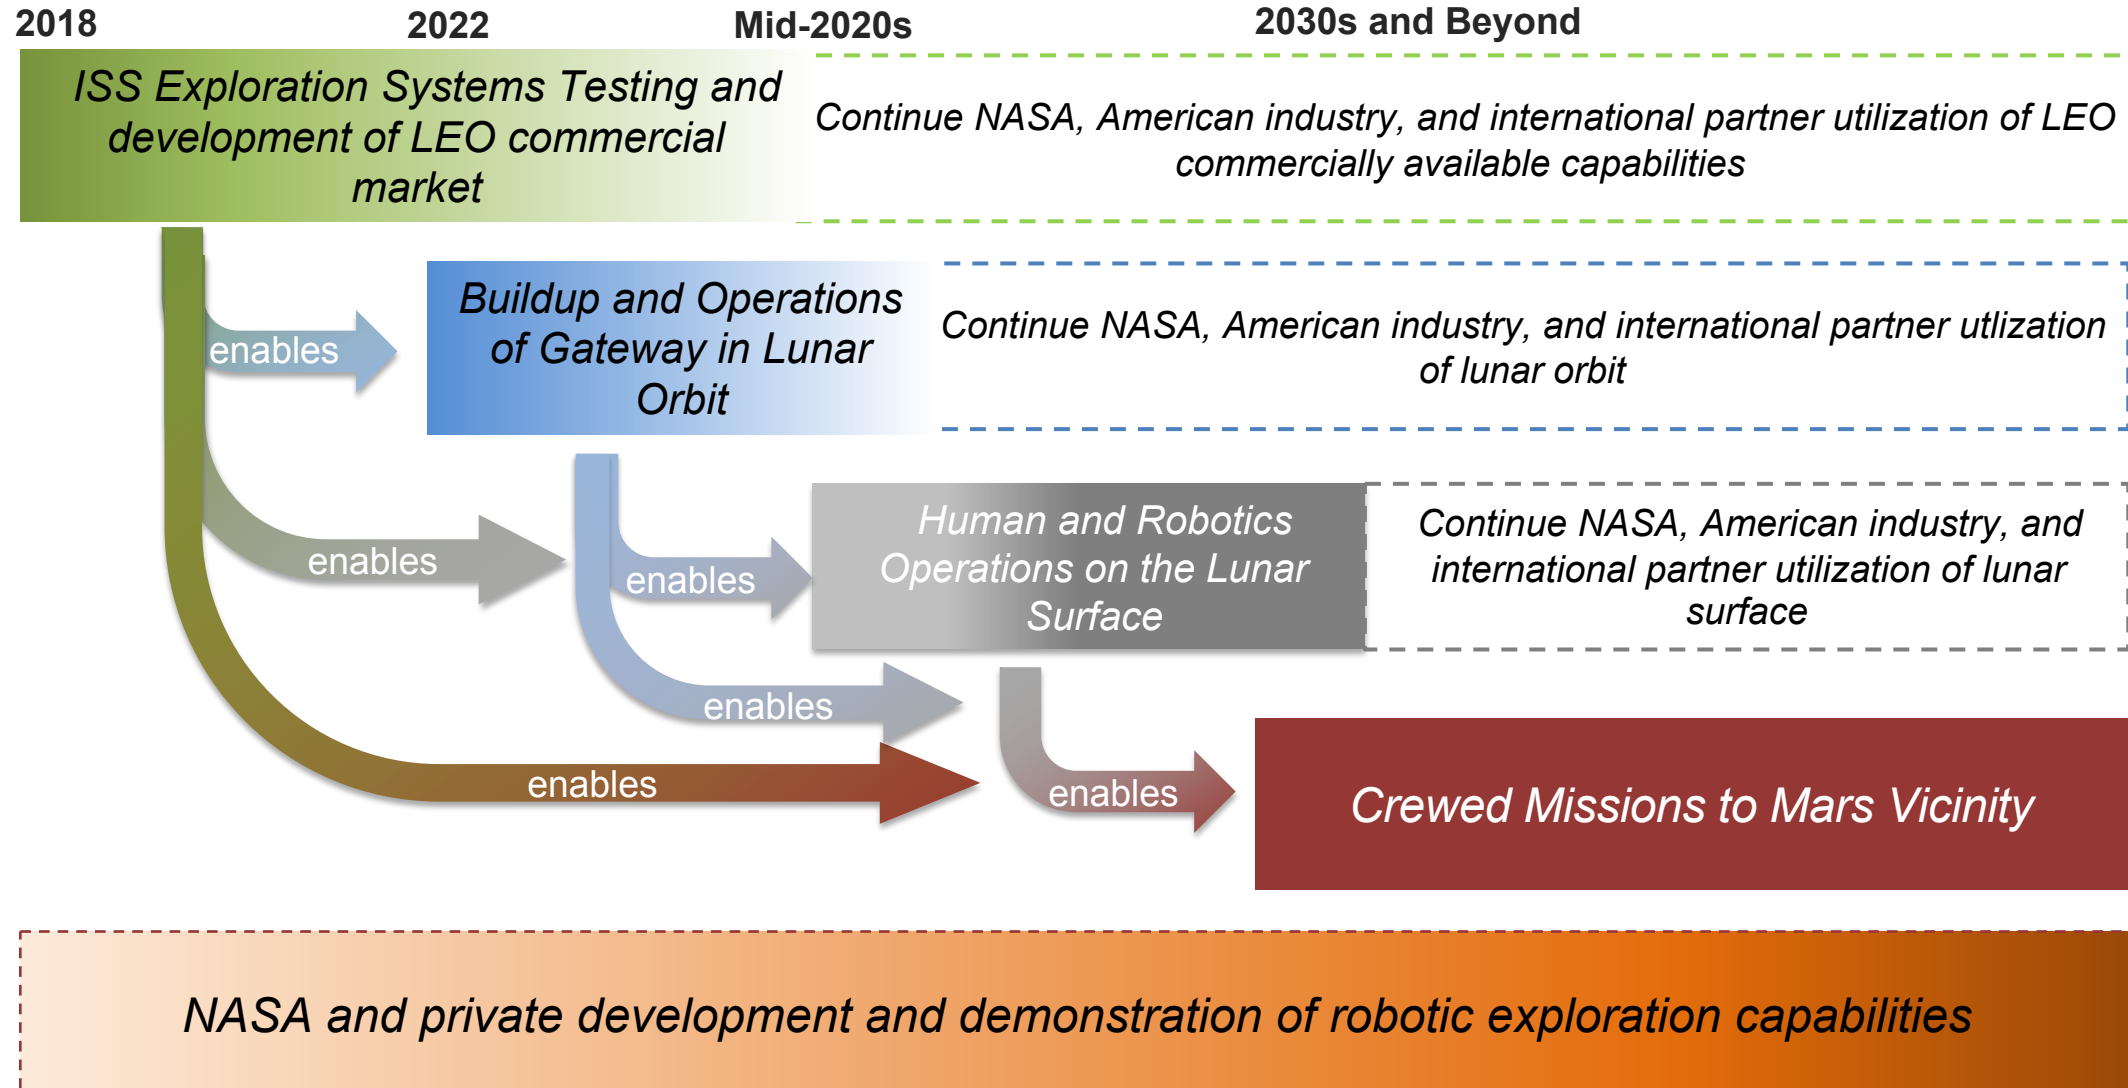 2018
2022
Mid-2020s
2030s and Beyond
ISS Exploration Systems Testing and
development of LEO commercial
market
Continue NASA, American industry, and international partner utilization of LEO
commercially available capabilities
enables
Buildup and Operations
of Gateway in Lunar
Orbit
Continue NASA, American industry, and international partner utlization
of lunar orbit
enables
enables
Human and Robotics
Operations on the Lunar
Surface
Continue NASA, American industry, and
international partner utilization of lunar
surface
enables
enables
enables
Crewed Missions to Mars Vicinity
NASA and private development and demonstration of robotic exploration capabilities